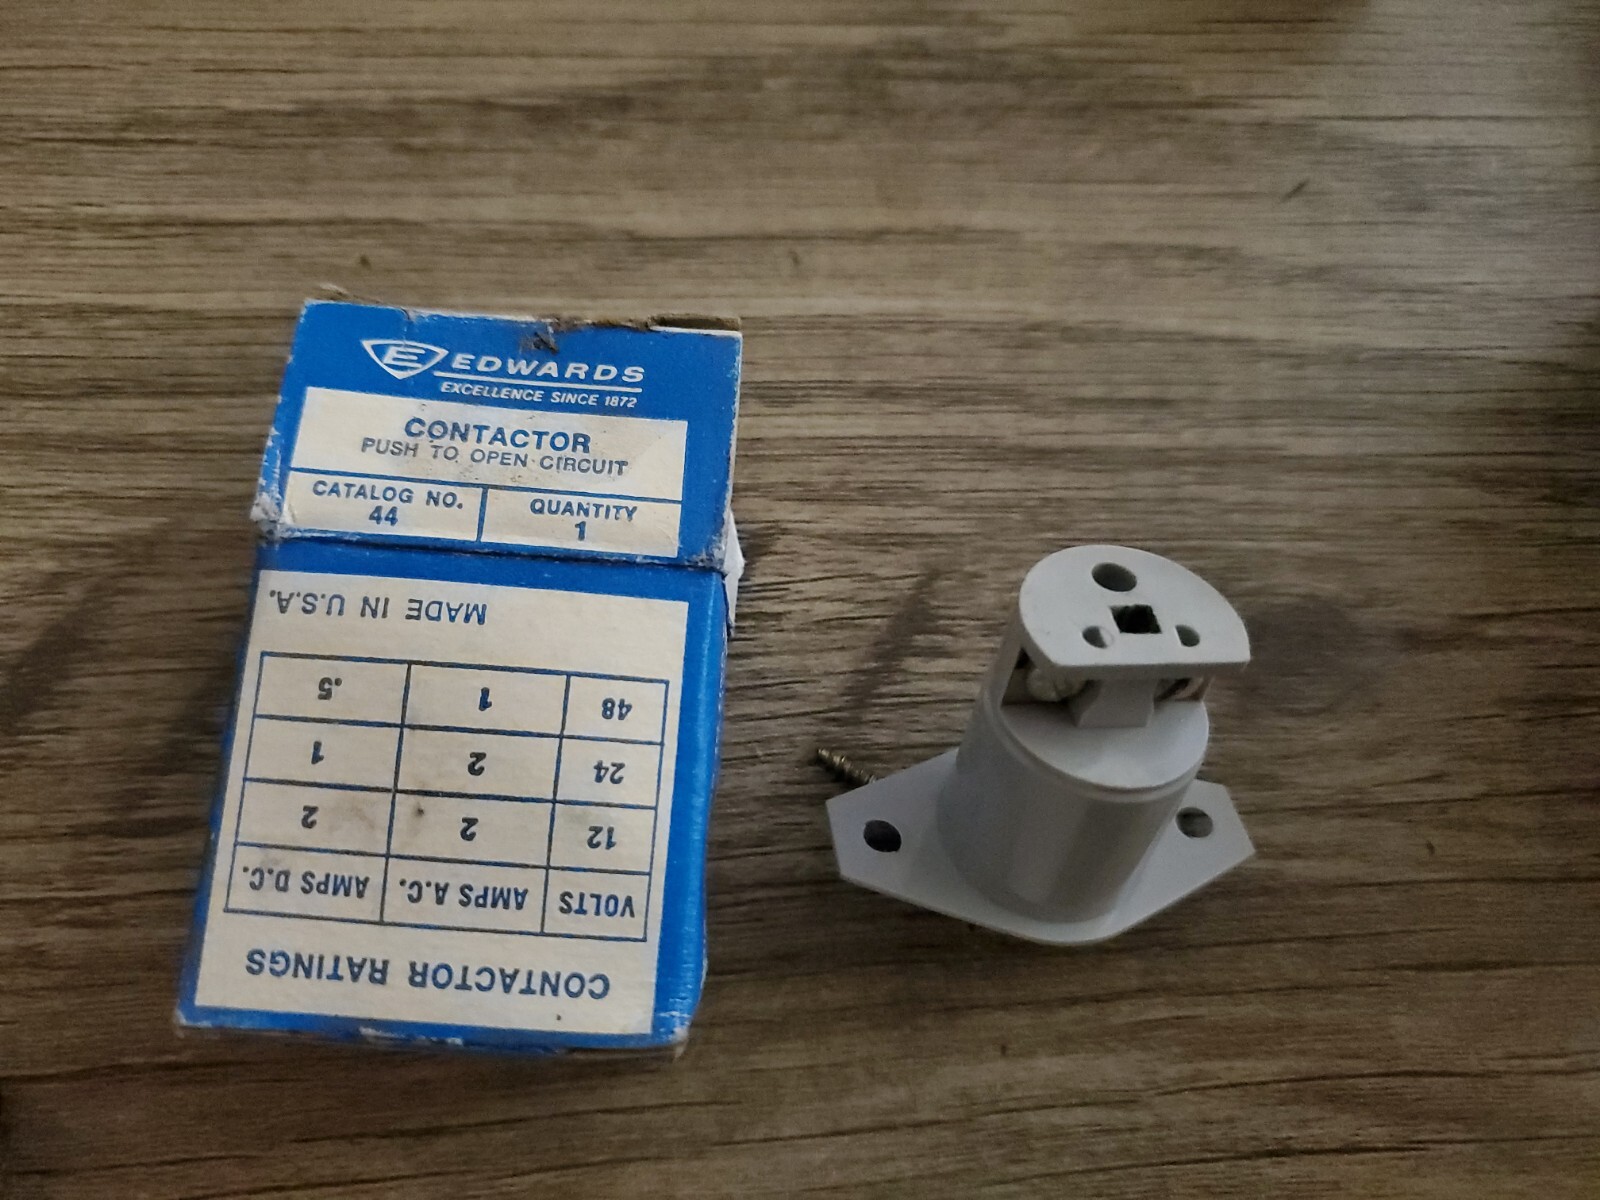 E EDWARDS
EXCELLENCE SINCE 1872
CONTACTOR
PUSH TO OPEN CIRCUIT
CATALOG NO. QUANTITY
44 1
CONTACTOR RATINGS
VOLTS AMPS A.C. AMPS D.C.
12 2 2
24 2 1
48 1 .5
MADE IN U.S.A.